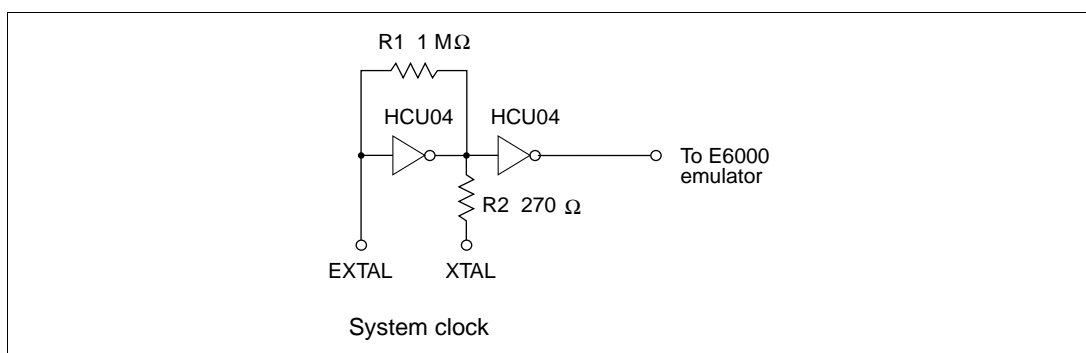 R1 1 MΩ
HCU04 HCU04
To E6000
emulator
R2 270 Ω
EXTAL XTAL
System clock